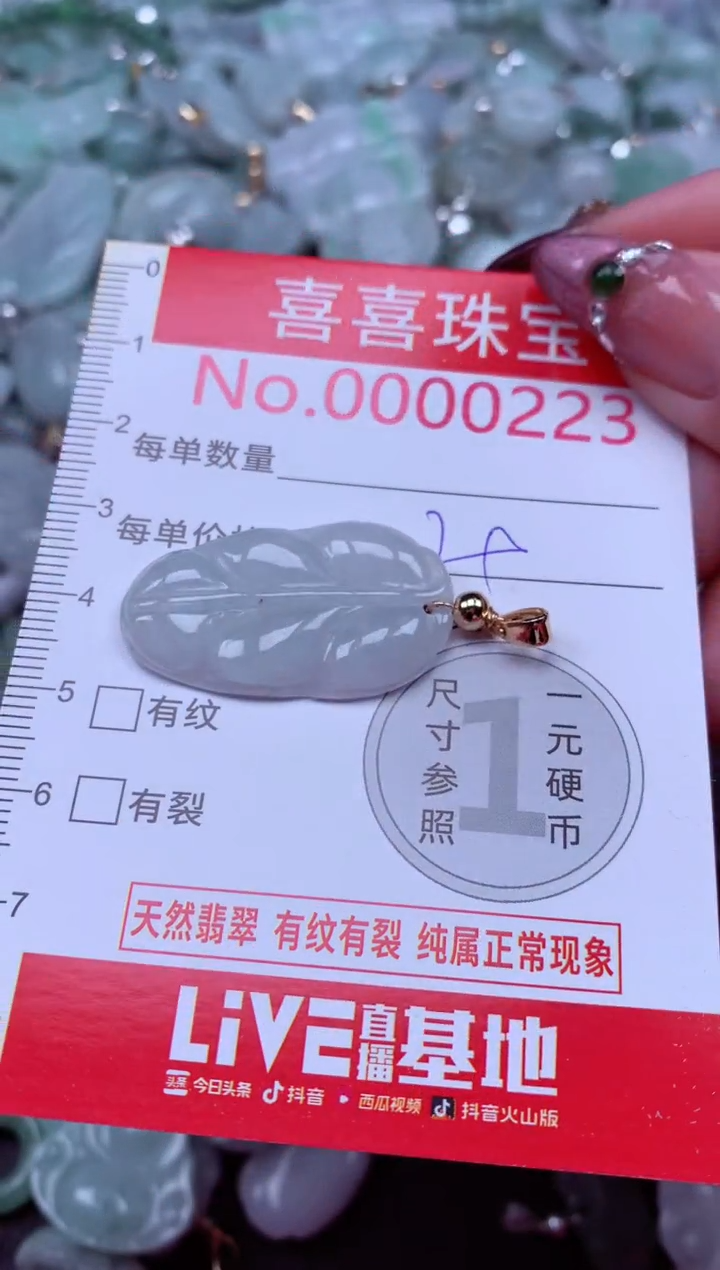 喜喜珠宝
No.0000223
每单数量
每单价
0
1
2
3
4
5
6
7
有纹
有裂
尺寸参照
1
一元硬币
天然翡翠 有纹有裂 纯属正常现象
LiVE直播基地
头条 今日头条 抖音 西瓜视频 抖音火山版